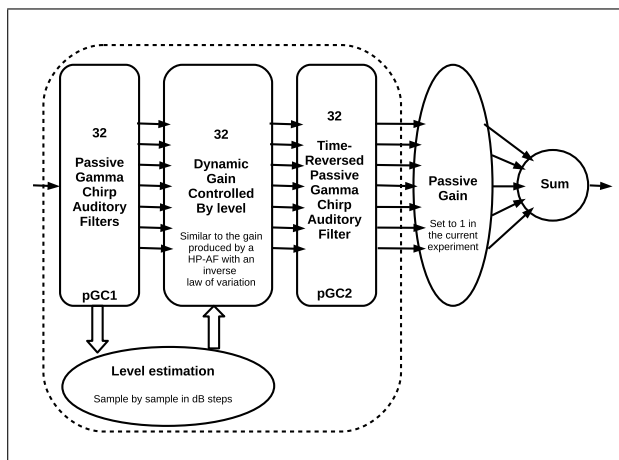 32
Passive
Gamma
Chirp
Auditory
Filters
pGC1
32
Dynamic
Gain
Controlled
By level
Similar to the gain
produced by a
HP-AF with an
inverse
law of variation
32
Time-
Reversed
Passive
Gamma
Chirp
Auditory
Filter
pGC2
Passive
Gain
Set to 1 in
the current
experiment
Sum
Level estimation
Sample by sample in dB steps